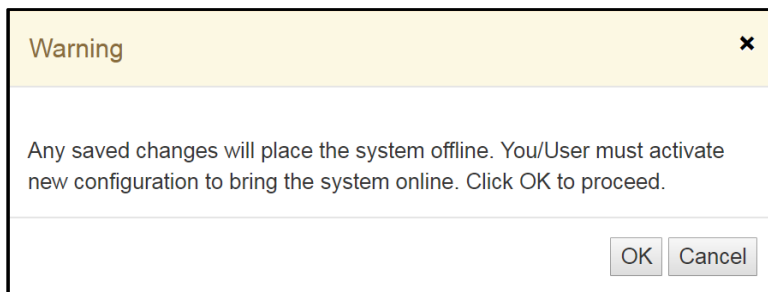 Warning
Any saved changes will place the system offline. You/User must activate
new configuration to bring the system online. Click OK to proceed.
OK Cancel